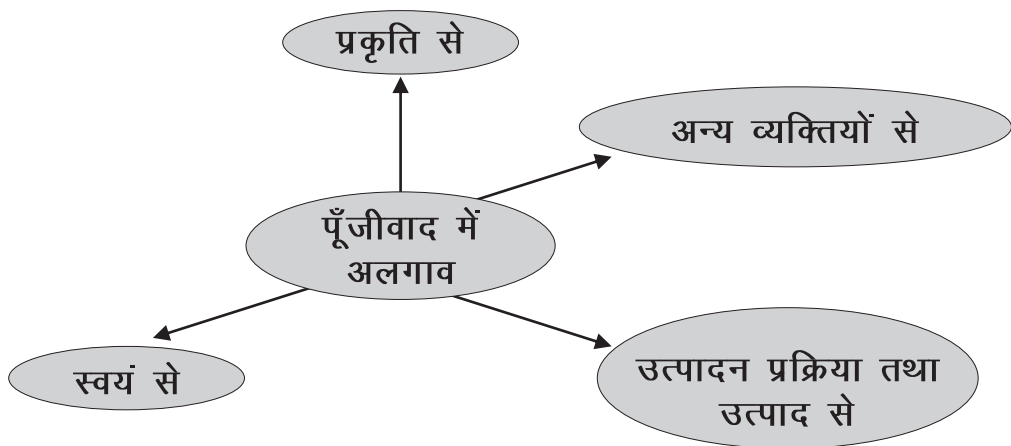 प्रकृति से
अन्य व्यक्तियों से
पूँजीवाद में
अलगाव
स्वयं से
उत्पादन प्रक्रिया तथा
उत्पाद से